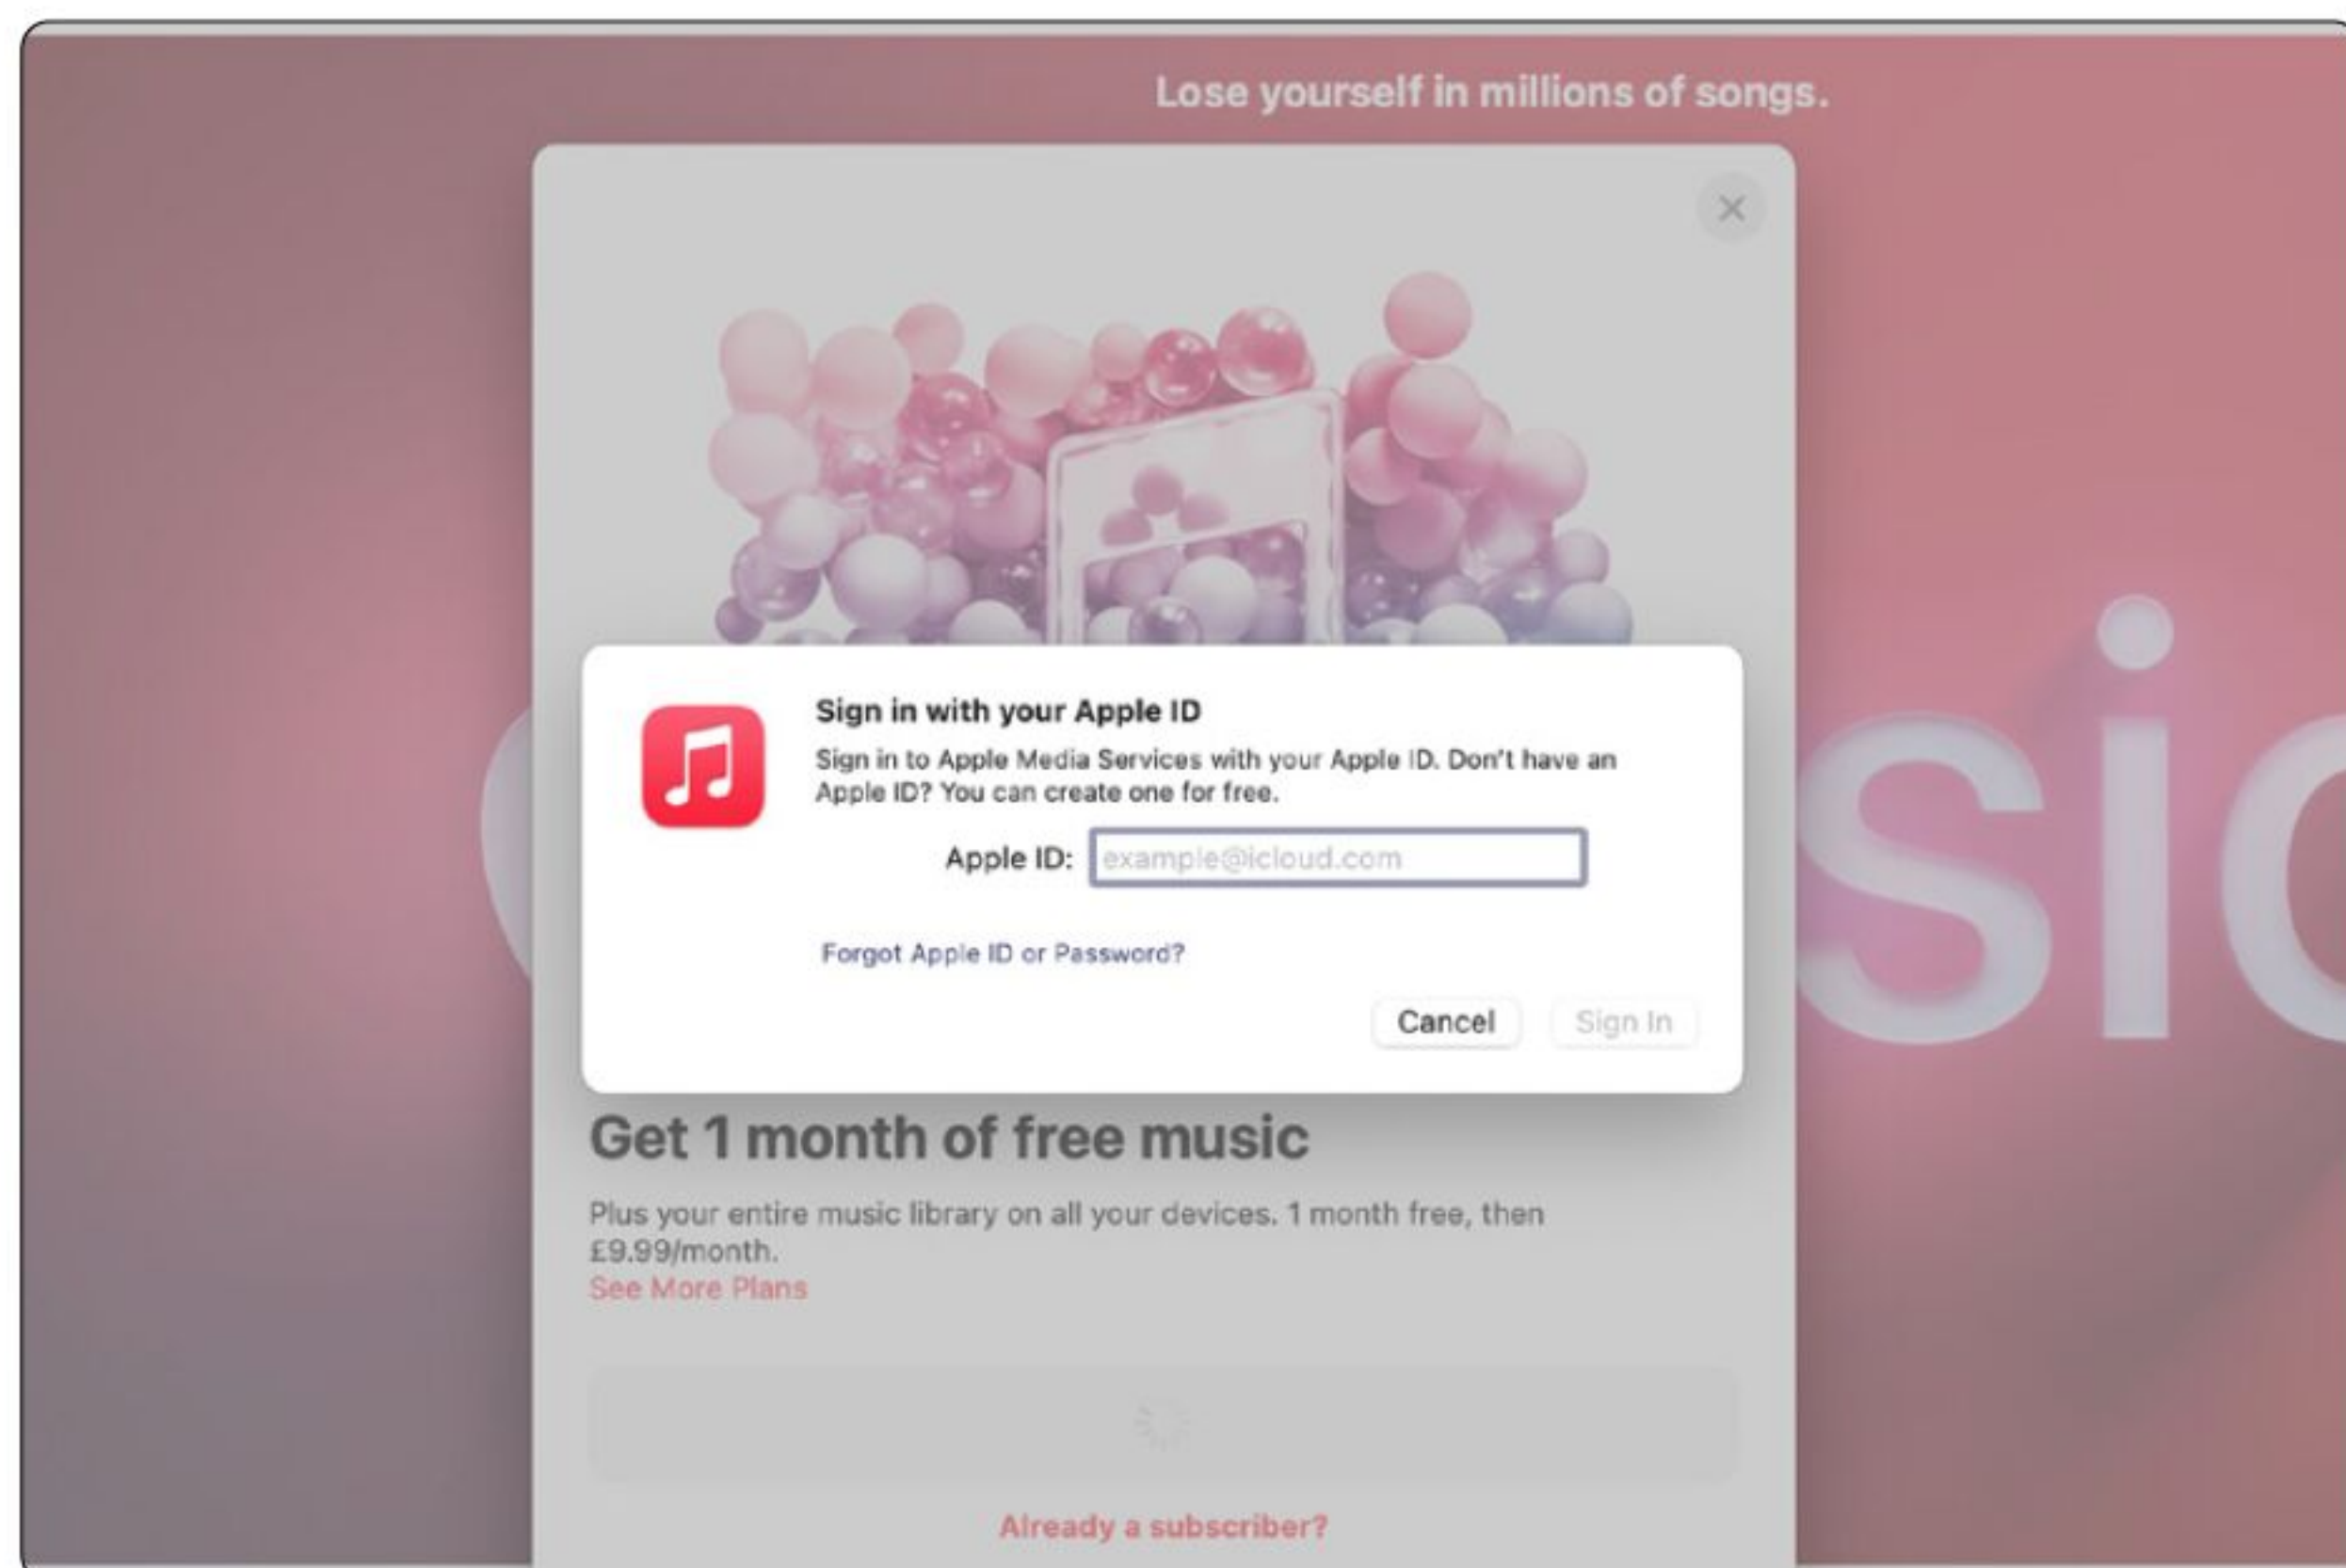 Lose yourself in millions of songs.
Sign in with your Apple ID
Sign in to Apple Media Services with your Apple ID. Don't have an
Apple ID? You can create one for free.
Apple ID: example@icloud.com
Forgot Apple ID or Password?
Cancel Sign In
sic
Get 1 month of free music
Plus your entire music library on all your devices. 1 month free, then
£9.99/month.
See More Plans
Already a subscriber?